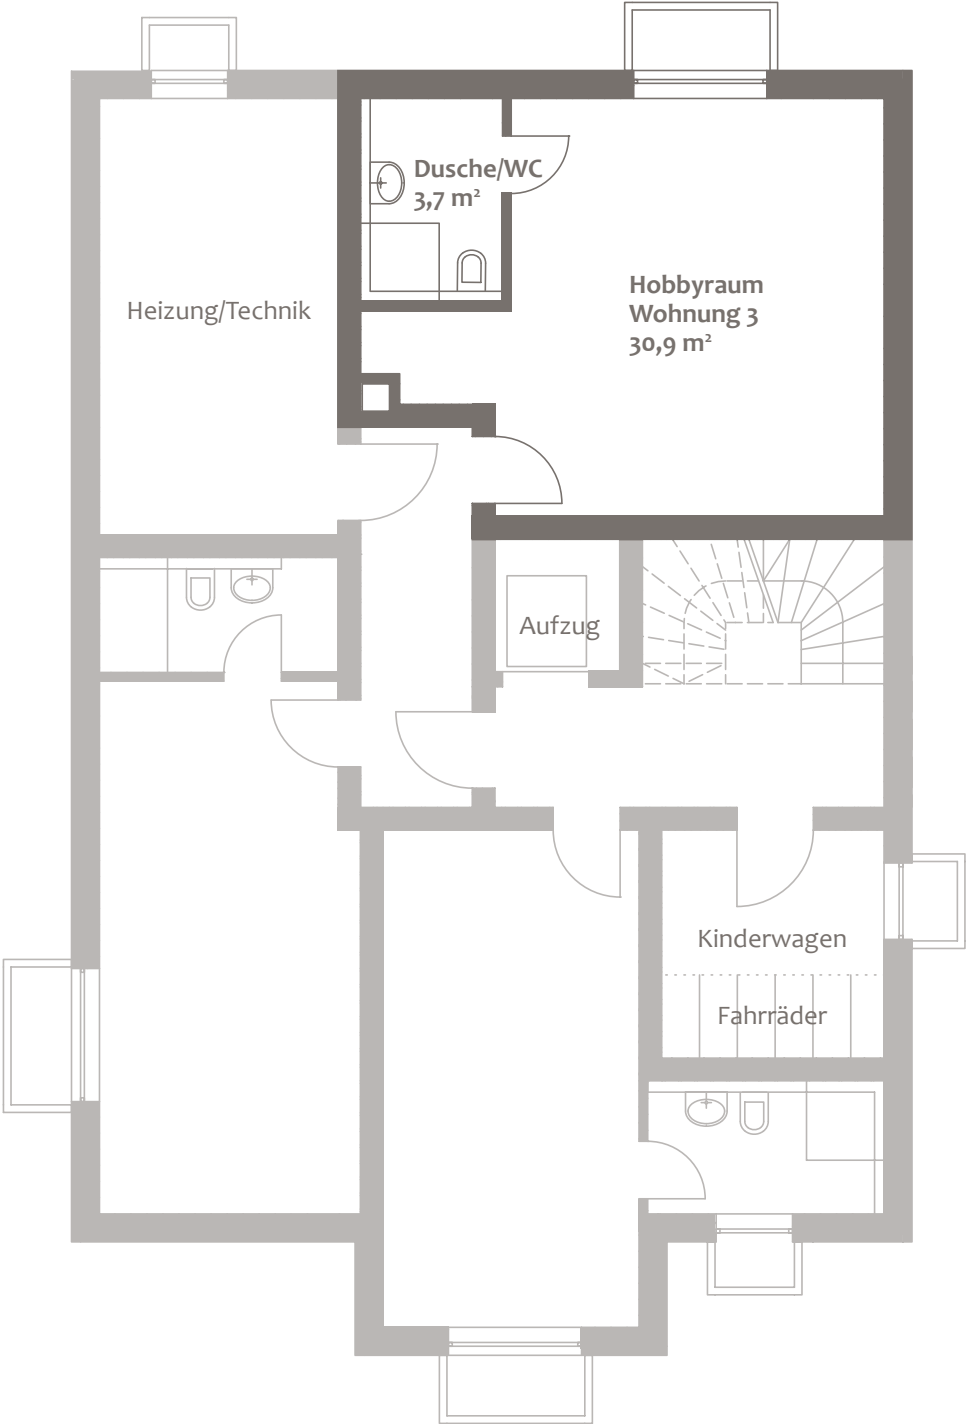 Dusche/WC
3,7 m²
Hobbyraum
Wohnung 3
30,9 m²
Heizung/Technik
Aufzug
Kinderwagen
Fahrräder